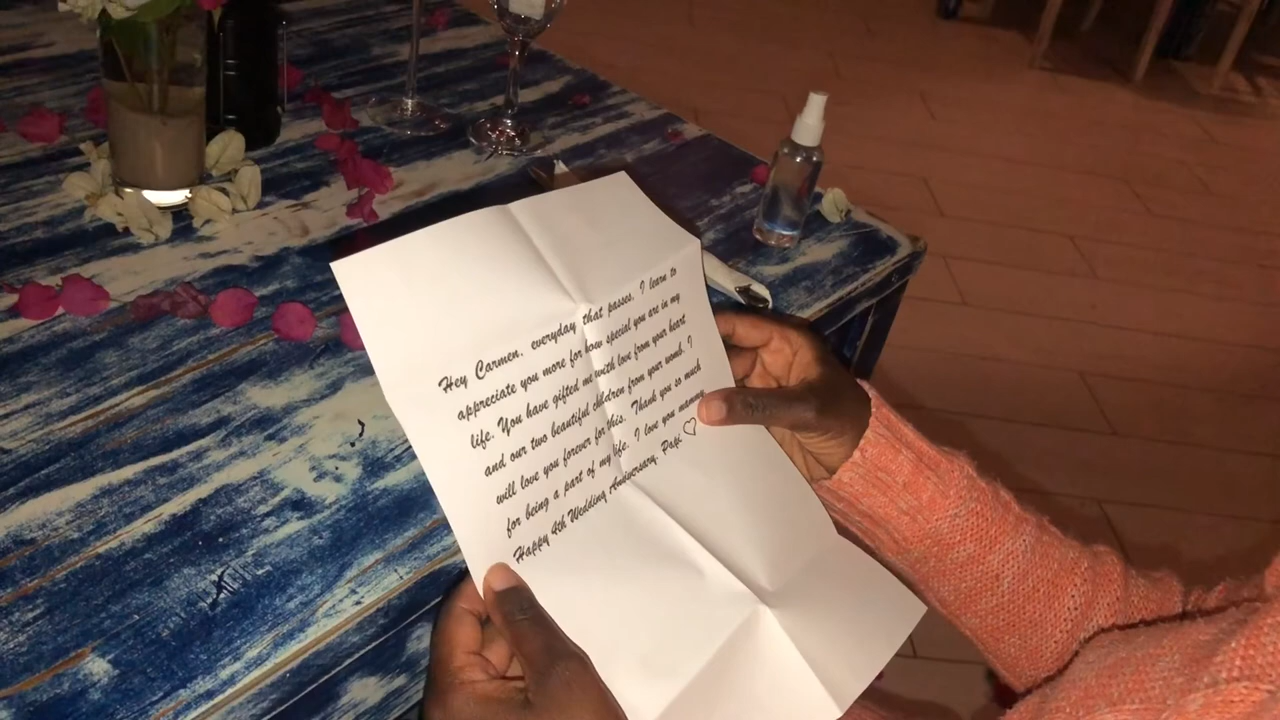 Hey Carmen, everyday that passes, I learn to
appreciate you more for how special you are in my
life. You have gifted me with love from your heart
and our two beautiful children from your womb. I
will love you forever for this. Thank you so much
for being a part of my life. I love you mammy
Happy 4th Wedding Anniversary. Papi ♡